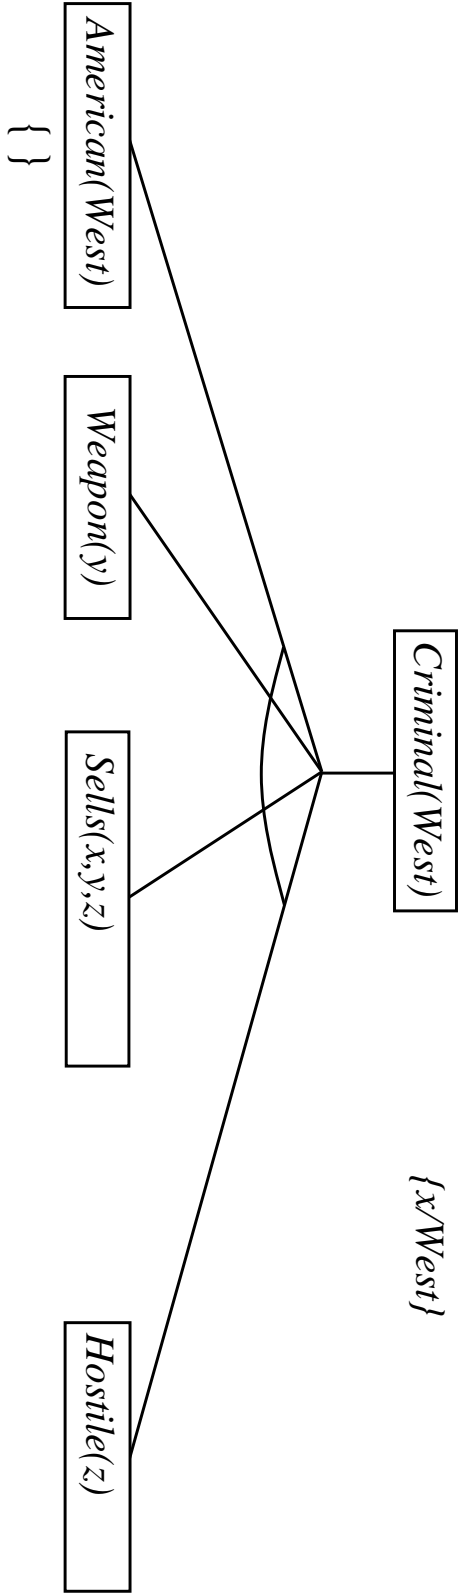 Criminal(West)
{x/West}
American(West)
Weapon(y)
Sells(x,y,z)
Hostile(z)
{ }